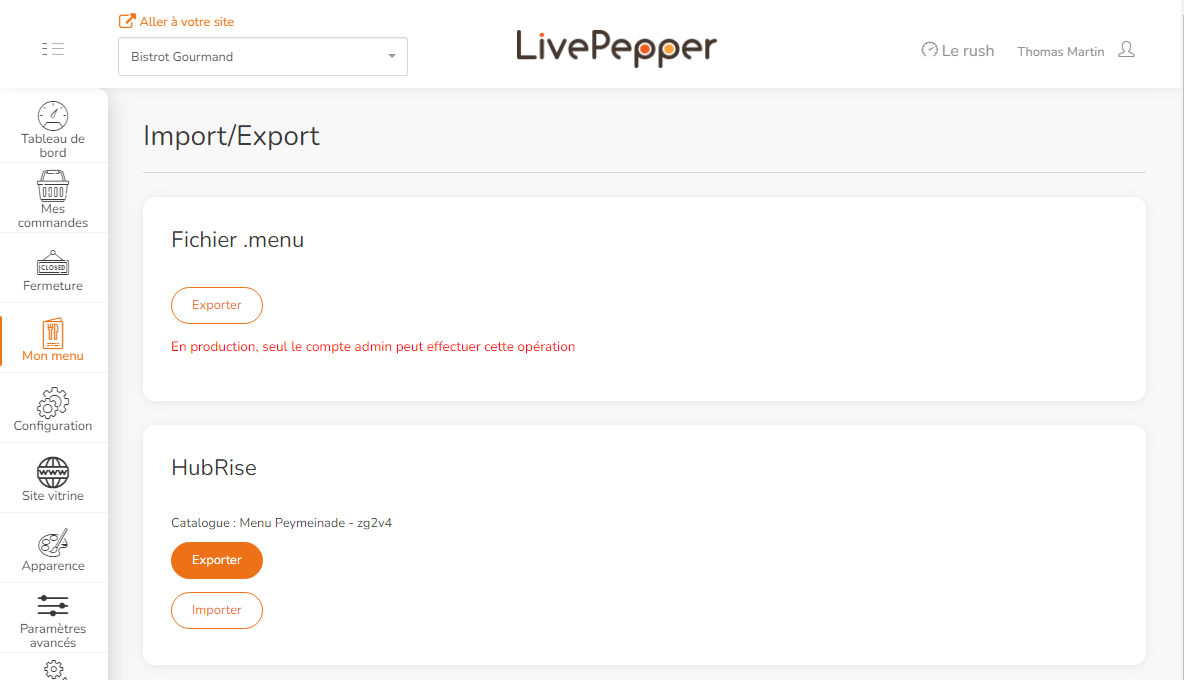 Aller à votre site
Bistrot Gourmand
LivePepper
Le rush
Thomas Martin
Tableau de
bord
Mes
commandes
CLOSED
Fermeture
Mon menu
Configuration
WWW
Site vitrine
Apparence
Paramètres
avancés
Import/Export
Fichier .menu
Exporter
En production, seul le compte admin peut effectuer cette opération
HubRise
Catalogue : Menu Peymeinade - zg2v4
Exporter
Importer